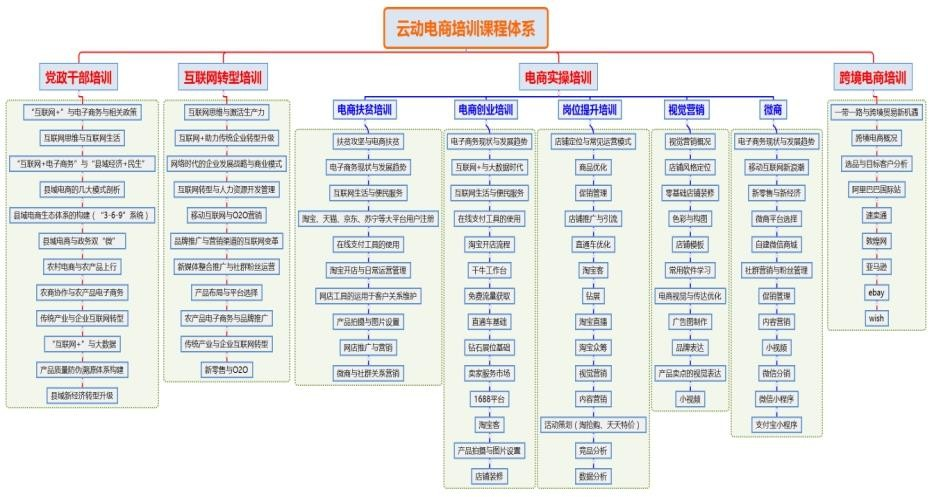 云动电商培训课程体系
党政干部培训
“互联网+”与电子商务与相关政策
互联网思维与互联网生活
“互联网+电子商务”与“县域经济+民生”
县域电商的几大模式剖析
县域电商生态体系的构建（“3·6·9”系统）
县域电商与政务双“微”
农村电商与农产品上行
农商协作与农产品电子商务
传统产业与企业互联网转型
“互联网+”与大数据
产品质量防伪溯源体系构建
县域新经济转型升级
互联网转型培训
互联网思维与激活生产力
互联网+助力传统企业转型升级
网络时代的企业发展战略与商业模式
互联网转型与人力资源开发管理
移动互联网与O2O营销
品牌推广与营销渠道的互联网变革
新媒体整合推广与社群粉丝运营
产品布局与平台选择
农产品电子商务与品牌推广
传统产业与企业互联网转型
新零售与O2O
电商实操培训
电商扶贫培训
扶贫攻坚与电商扶贫
电子商务现状与发展趋势
互联网生活与便民服务
淘宝、天猫、京东、苏宁等大平台用户注册
在线支付工具的使用
淘宝开店与日常运营管理
网店工具的运用于客户关系维护
产品拍摄与图片设置
网店推广与营销
微商与社群关系营销
电商创业培训
电子商务现状与发展趋势
互联网+与大数据时代
互联网生活与便民服务
在线支付工具的使用
淘宝开店流程
千牛工作台
免费流量获取
直通车基础
钻石展位基础
卖家服务市场
1688平台
淘宝客
产品拍摄与图片设置
店铺装修
岗位提升培训
店铺定位与常见运营模式
商品优化
促销管理
店铺推广与引流
直通车优化
淘宝客
钻展
淘宝直播
淘宝众筹
视觉营销
内容营销
活动策划（淘抢购、天天特价）
竞品分析
数据分析
视觉营销
视觉营销概况
店铺风格定位
零基础店铺装修
色彩与构图
店铺模板
常用软件学习
电商视觉与传达优化
广告图制作
品牌表达
产品卖点的视觉表达
小视频
微商
电子商务现状与发展趋势
移动互联网新浪潮
新零售与新经济
微商平台选择
自建微信商城
社群营销与粉丝管理
促销管理
内容营销
小视频
微信分销
微信小程序
支付宝小程序
跨境电商培训
一带一路与跨境贸易新机遇
跨境电商概况
选品与目标客户分析
阿里巴巴国际站
速卖通
敦煌网
亚马逊
ebay
wish